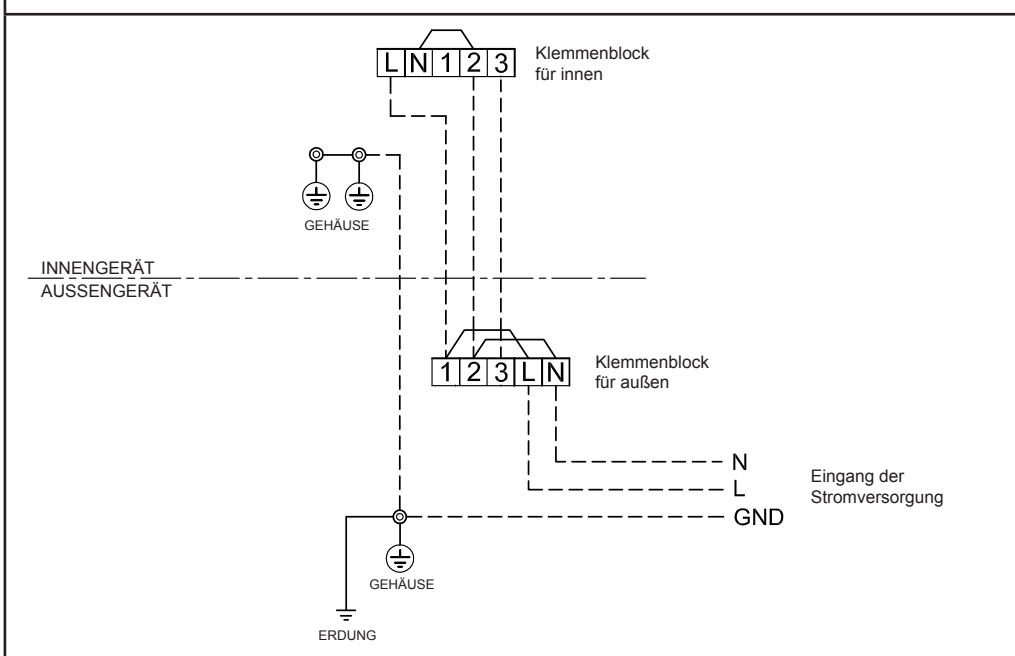 L N 1 2 3
Klemmenblock
für innen
GEHÄUSE
INNENGERÄT
AUSSENGERÄT
1 2 3 L N
Klemmenblock
für außen
N
L
GND
Eingang der
Stromversorgung
GEHÄUSE
ERDUNG